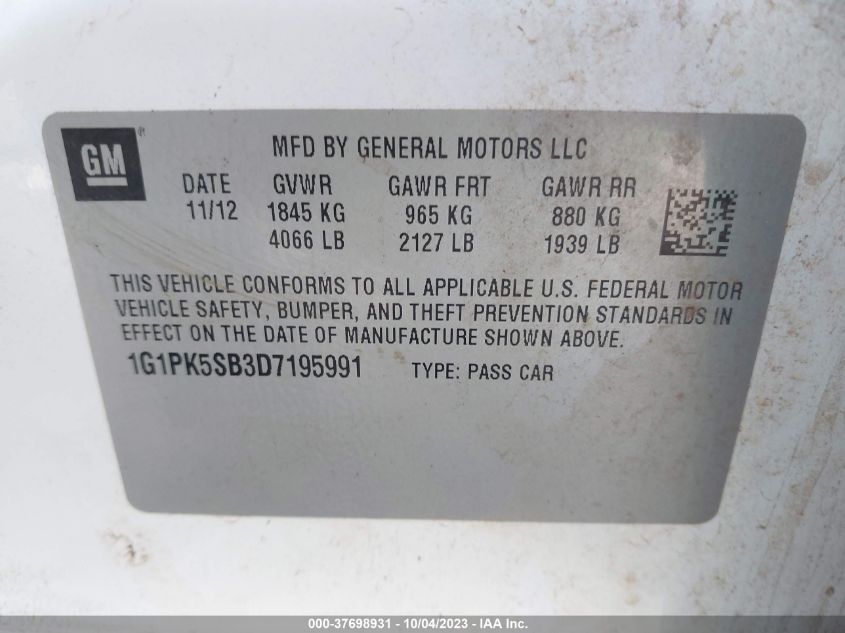 GM®
MFD BY GENERAL MOTORS LLC
DATE GVWR GAWR FRT GAWR RR
11/12 1845 KG 965 KG 880 KG
4066 LB 2127 LB 1939 LB
THIS VEHICLE CONFORMS TO ALL APPLICABLE U.S. FEDERAL MOTOR
VEHICLE SAFETY, BUMPER, AND THEFT PREVENTION STANDARDS IN
EFFECT ON THE DATE OF MANUFACTURE SHOWN ABOVE.
1G1PK5SB3D7195991 TYPE: PASS CAR
000-37698931 - 10/04/2023 - IAA Inc.